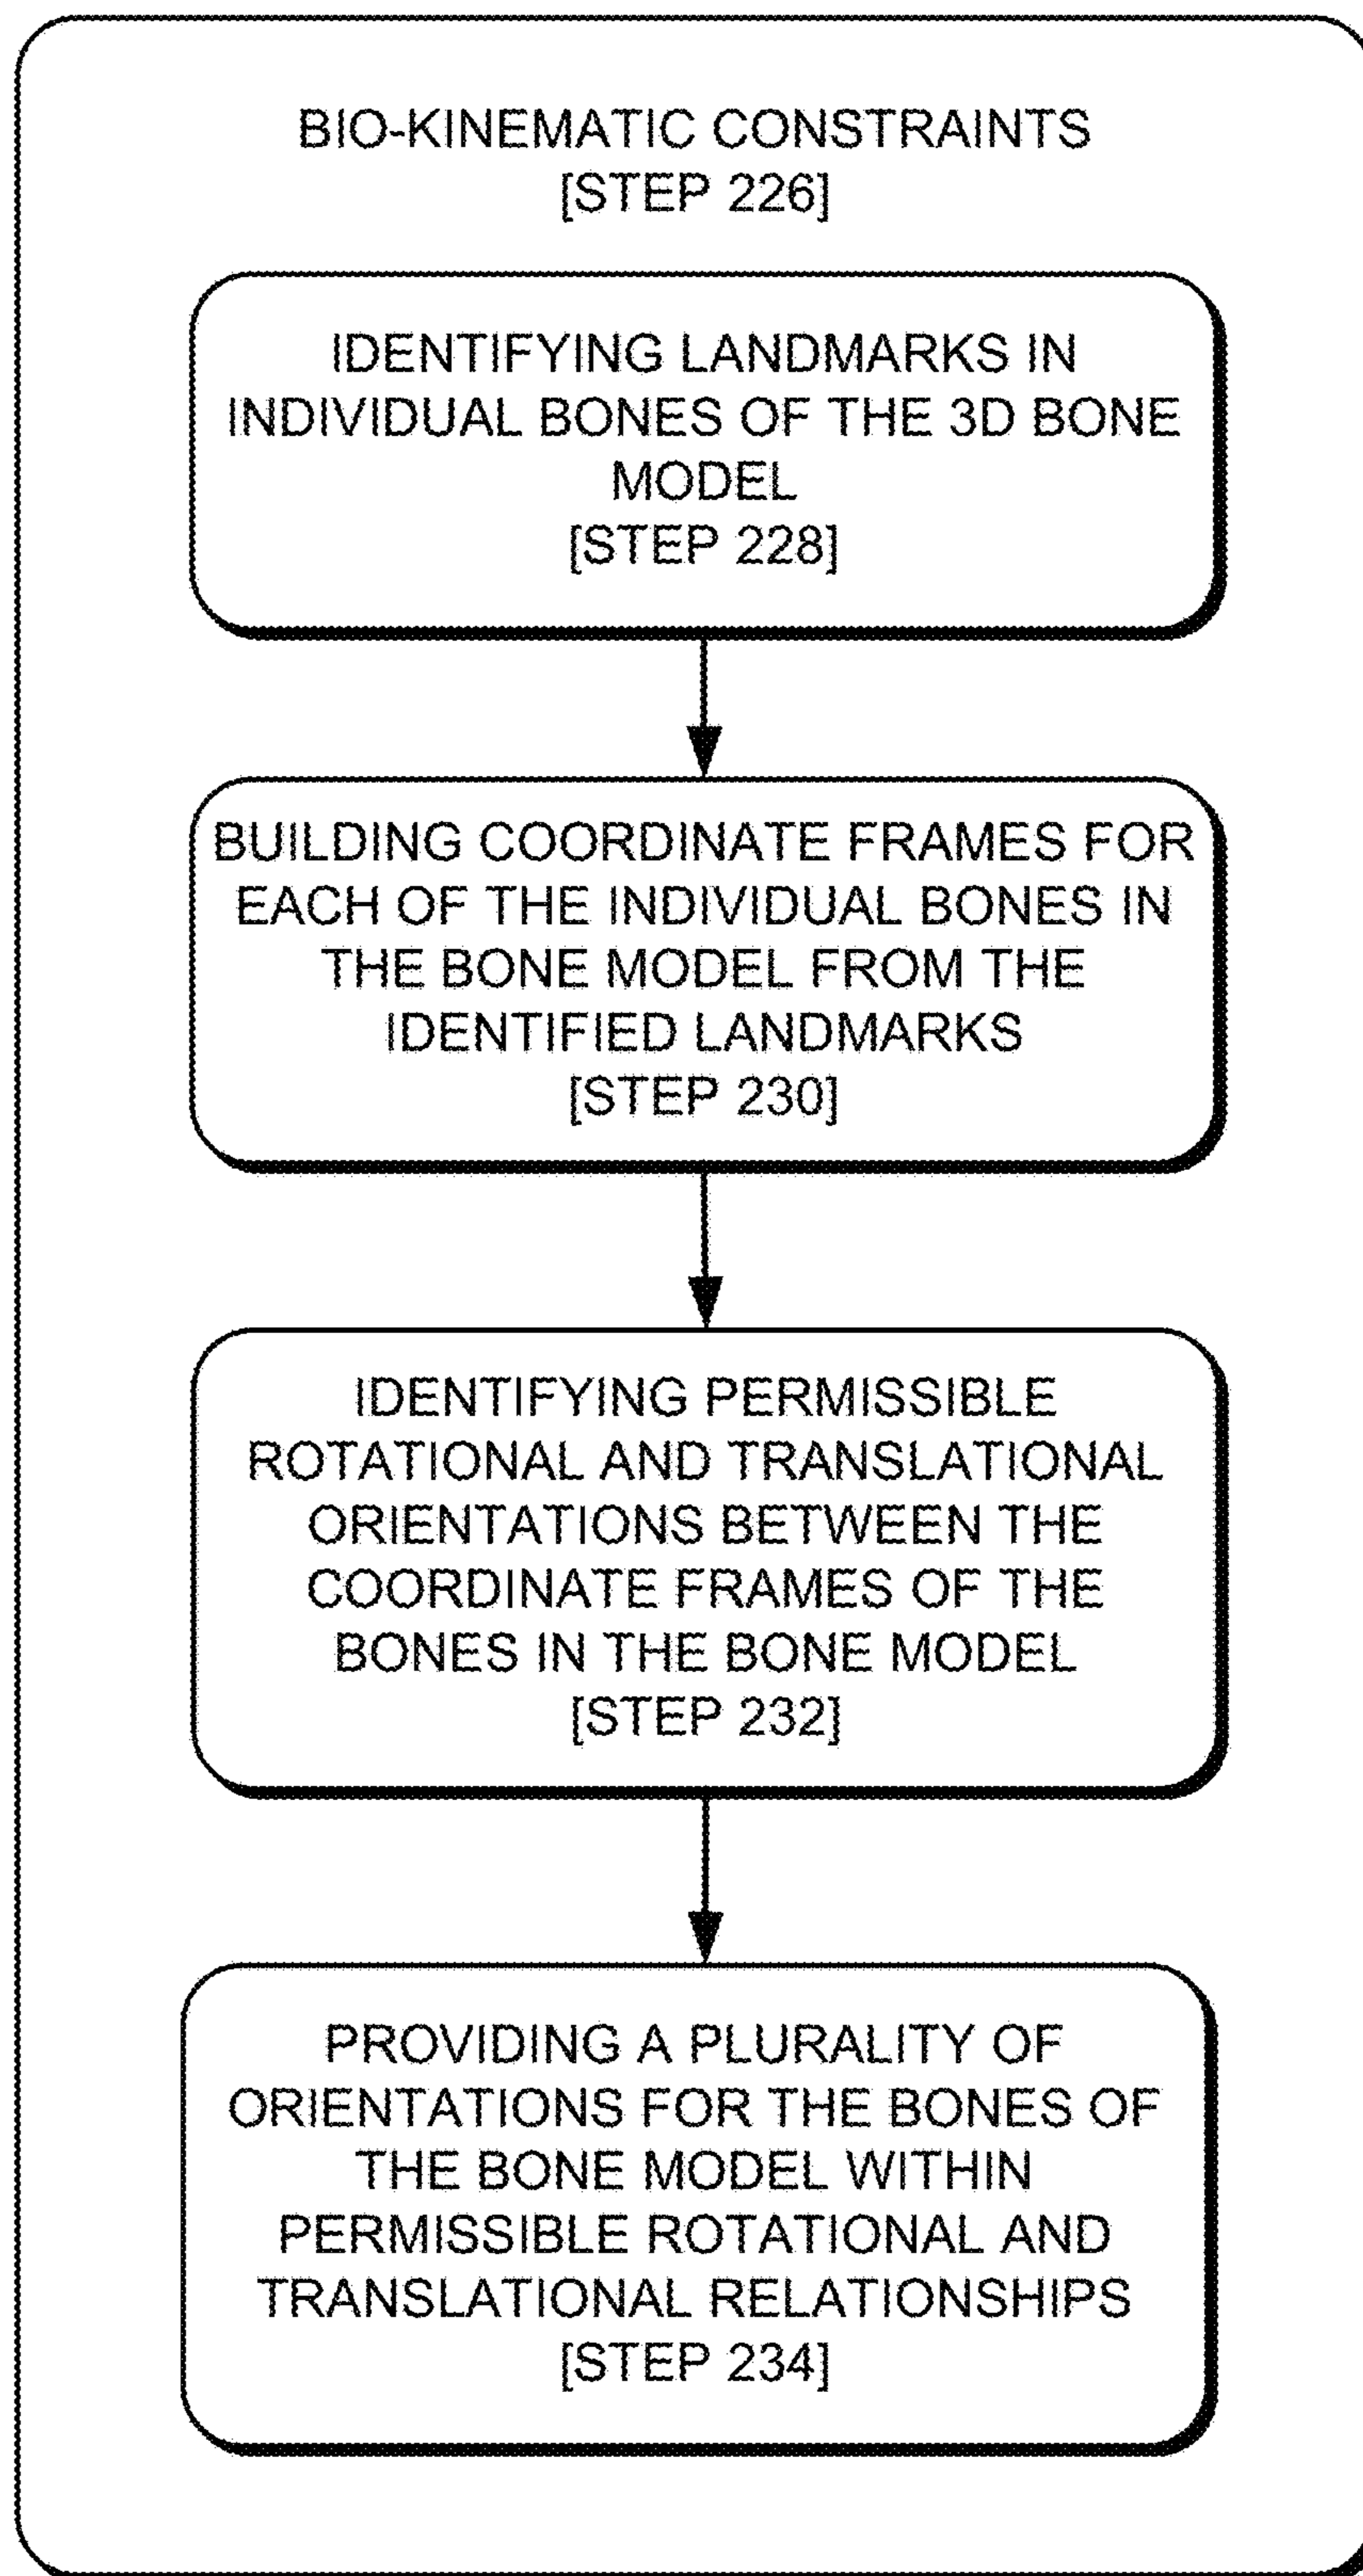 BIO-KINEMATIC CONSTRAINTS
[STEP 226]
IDENTIFYING LANDMARKS IN
INDIVIDUAL BONES OF THE 3D BONE
MODEL
[STEP 228]
BUILDING COORDINATE FRAMES FOR
EACH OF THE INDIVIDUAL BONES IN
THE BONE MODEL FROM THE
IDENTIFIED LANDMARKS
[STEP 230]
IDENTIFYING PERMISSIBLE
ROTATIONAL AND TRANSLATIONAL
ORIENTATIONS BETWEEN THE
COORDINATE FRAMES OF THE
BONES IN THE BONE MODEL
[STEP 232]
PROVIDING A PLURALITY OF
ORIENTATIONS FOR THE BONES OF
THE BONE MODEL WITHIN
PERMISSIBLE ROTATIONAL AND
TRANSLATIONAL RELATIONSHIPS
[STEP 234]